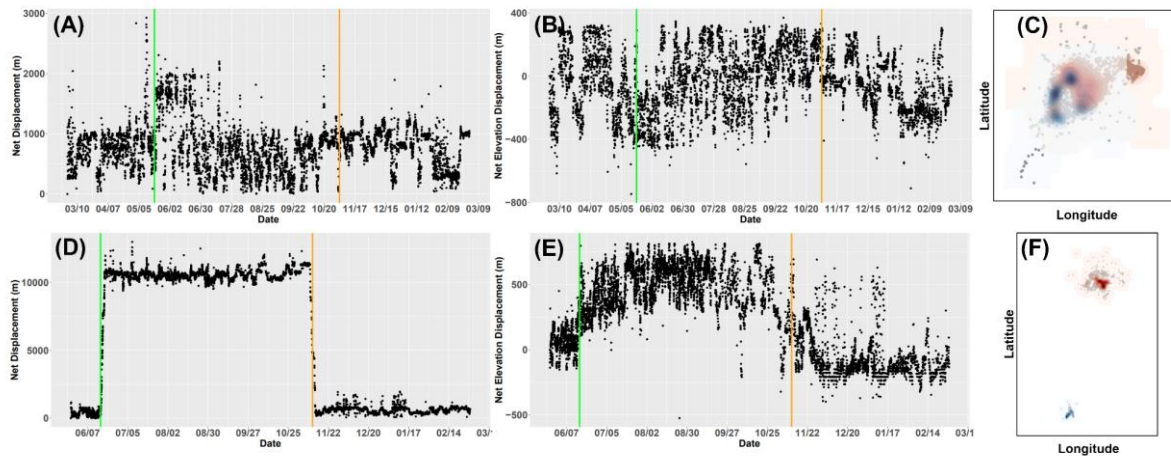 (A)
Net Displacement (m)
3000
2000
1000
0
03/10 04/07 05/05 06/02 06/30 07/28 08/25 09/22 10/20 11/17 12/15 01/12 02/09 03/09
Date
(B)
Net Elevation Displacement (m)
400
0
−400
−800
03/10 04/07 05/05 06/02 06/30 07/28 08/25 09/22 10/20 11/17 12/15 01/12 02/09 03/09
Date
(C)
Latitude
Longitude
(D)
Net Displacement (m)
10000
5000
0
06/07 07/05 08/02 08/30 09/27 10/25 11/22 12/20 01/17 02/14 03/1
Date
(E)
Net Elevation Displacement (m)
500
0
−500
06/07 07/05 08/02 08/30 09/27 10/25 11/22 12/20 01/17 02/14 03/1
Date
(F)
Latitude
Longitude